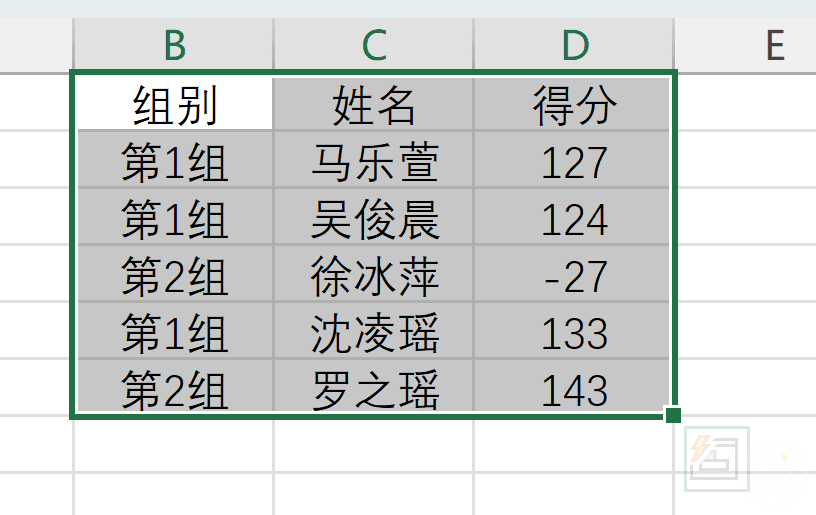 B C D E
组别 姓名 得分
第1组 马乐萱 127
第1组 吴俊晨 124
第2组 徐冰萍 -27
第1组 沈凌瑶 133
第2组 罗之瑶 143